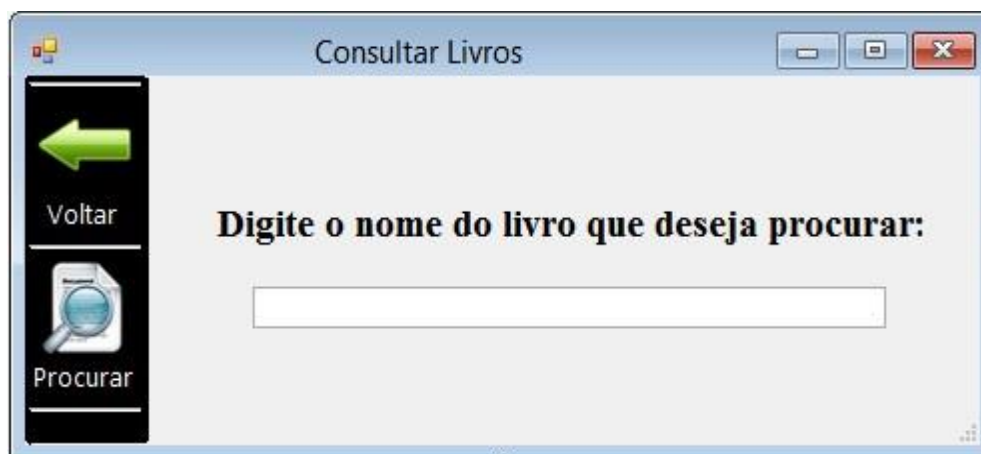 Consultar Livros
Voltar
Digite o nome do livro que deseja procurar:
Procurar